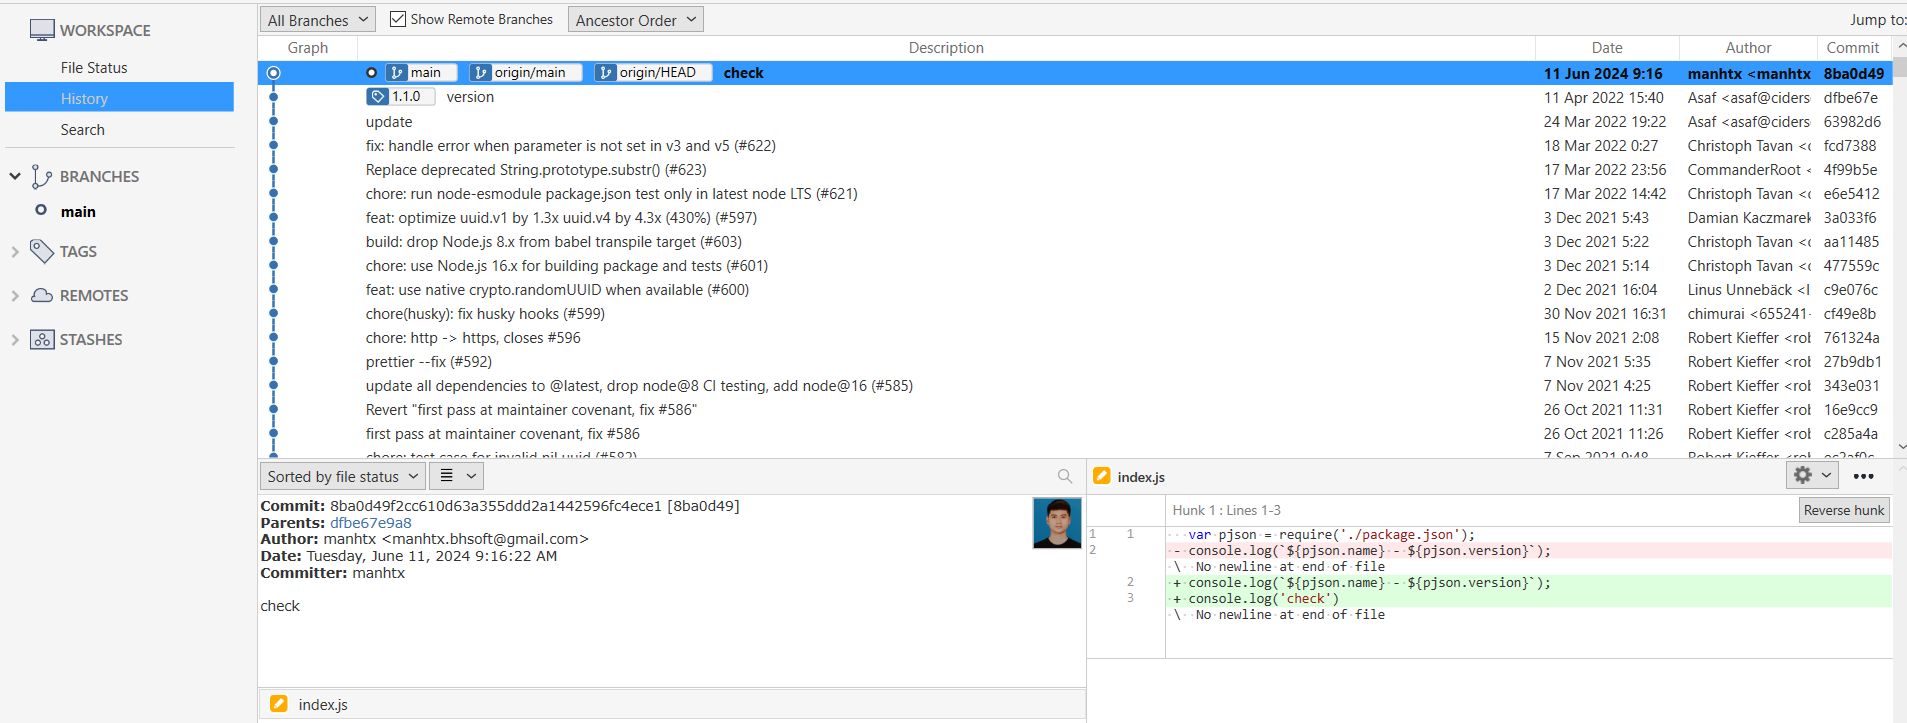 WORKSPACE
File Status
History
Search
BRANCHES
main
TAGS
REMOTES
STASHES
All Branches Show Remote Branches Ancestor Order Jump to:
Graph Description Date Author Commit
main origin/main origin/HEAD check 11 Jun 2024 9:16 manhtx <manhtx 8ba0d49
1.1.0 version 11 Apr 2022 15:40 Asaf <asaf@ciders dfbe67e
update 24 Mar 2022 19:22 Asaf <asaf@ciders 63982d6
fix: handle error when parameter is not set in v3 and v5 (#622) 18 Mar 2022 0:27 Christoph Tavan < fcd7388
Replace deprecated String.prototype.substr() (#623) 17 Mar 2022 23:56 CommanderRoot < 4f99b5e
chore: run node-esmodule package.json test only in latest node LTS (#621) 17 Mar 2022 14:42 Christoph Tavan < e6e5412
feat: optimize uuid.v1 by 1.3x uuid.v4 by 4.3x (430%) (#597) 3 Dec 2021 5:43 Damian Kaczmarek 3a033f6
build: drop Node.js 8.x from babel transpile target (#603) 3 Dec 2021 5:22 Christoph Tavan < aa11485
chore: use Node.js 16.x for building package and tests (#601) 3 Dec 2021 5:14 Christoph Tavan < 477559c
feat: use native crypto.randomUUID when available (#600) 2 Dec 2021 16:04 Linus Unnebäck <l c9e076c
chore(husky): fix husky hooks (#599) 30 Nov 2021 16:31 chimurai <655241- cf49e8b
chore: http -> https, closes #596 15 Nov 2021 2:08 Robert Kieffer <rol 761324a
prettier --fix (#592) 7 Nov 2021 5:35 Robert Kieffer <rol 27b9db1
update all dependencies to @latest, drop node@8 CI testing, add node@16 (#585) 7 Nov 2021 4:25 Robert Kieffer <rol 343e031
Revert "first pass at maintainer covenant, fix #586" 26 Oct 2021 11:31 Robert Kieffer <rol 16e9cc9
first pass at maintainer covenant, fix #586 26 Oct 2021 11:26 Robert Kieffer <rol c285a4a
chore: test case for invalid nil uuid (#582) 7 Sep 2021 9:48 Robert Kieffer <rol
Sorted by file status
Commit: 8ba0d49f2cc610d63a355ddd2a1442596fc4ece1 [8ba0d49]
Parents: dfbe67e9a8
Author: manhtx <manhtx.bhsoft@gmail.com>
Date: Tuesday, June 11, 2024 9:16:22 AM
Committer: manhtx
check
index.js
index.js
Hunk 1 : Lines 1-3 Reverse hunk
1 1 var pjson = require('./package.json');
2 - console.log(`${pjson.name} - ${pjson.version}`);
\ No newline at end of file
2 + console.log(`${pjson.name} - ${pjson.version}`);
3 + console.log('check')
\ No newline at end of file